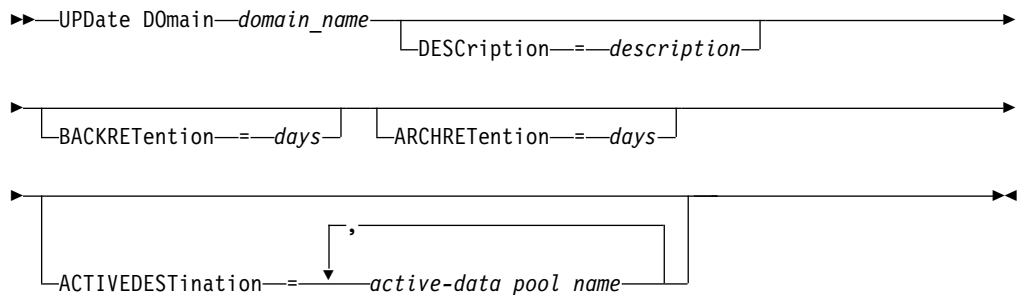 UPDate DOmain domain_name
DESCription = description
BACKRETention = days ARCHRETention = days
,
ACTIVEDESTination = active-data pool name